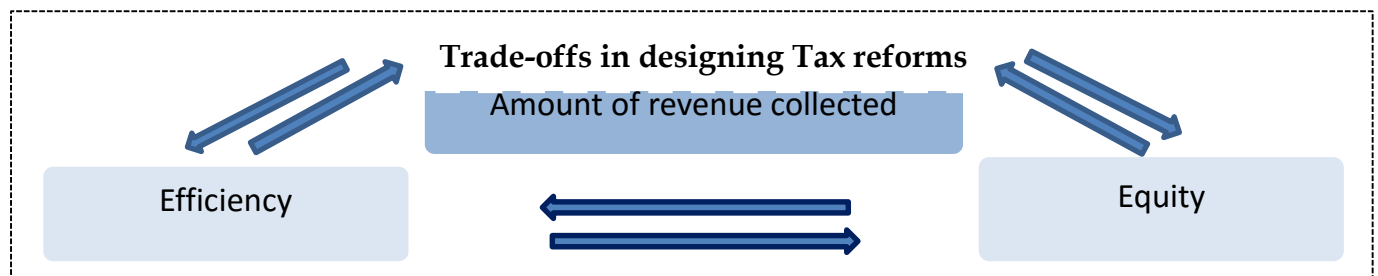 Trade-offs in designing Tax reforms
Amount of revenue collected
Efficiency
Equity